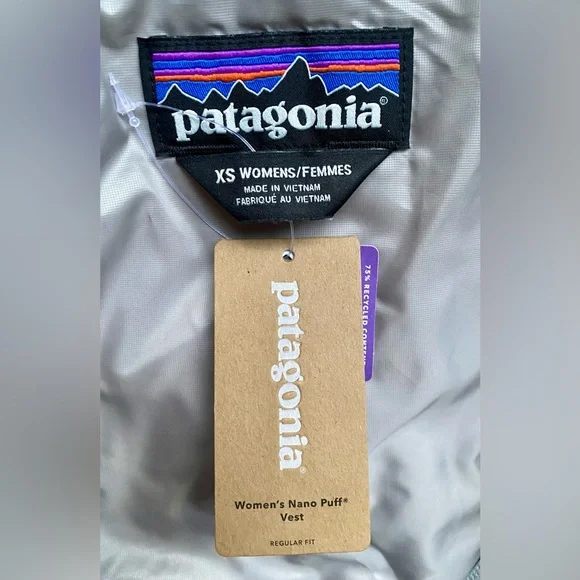 patagonia®
XS WOMENS/FEMMES
MADE IN VIETNAM
FABRIQUÉ AU VIETNAM
patagonia®
75% RECYCLED CONTENT
Women's Nano Puff®
Vest
REGULAR FIT